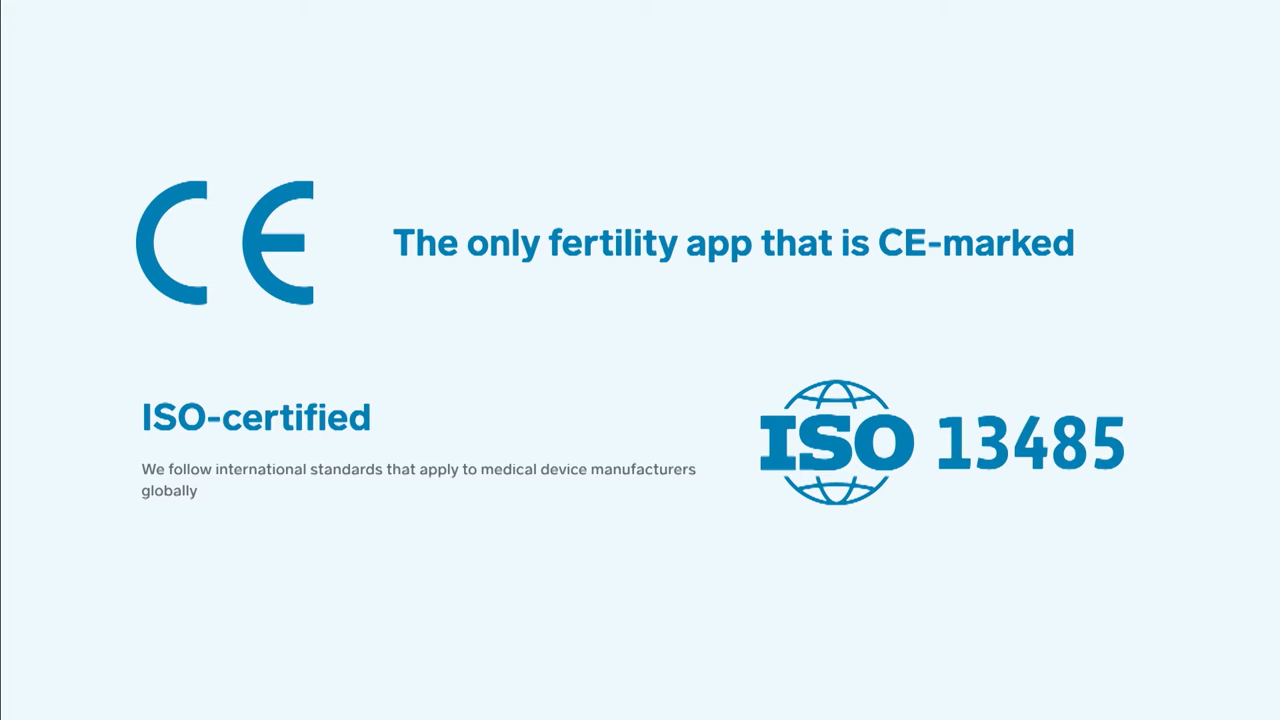 CE
The only fertility app that is CE-marked
ISO-certified
We follow international standards that apply to medical device manufacturers
globally
ISO 13485